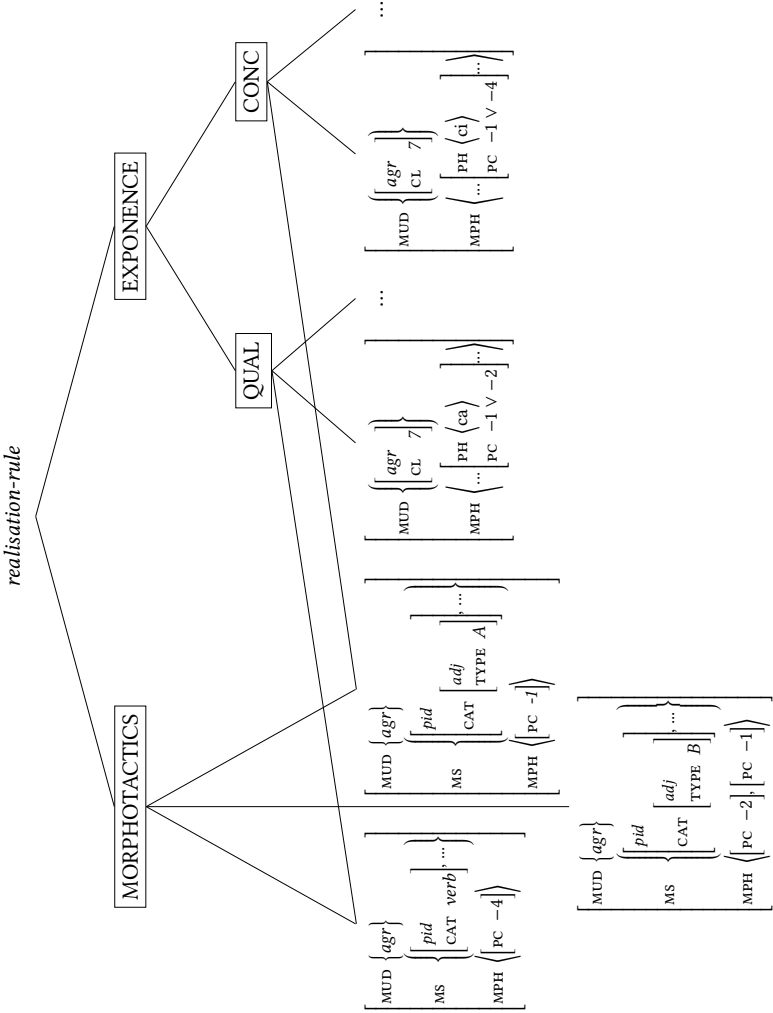 realisation-rule
MORPHOTACTICS
EXPONENCE
QUAL
CONC
MUD {agr}
MS { [pid CAT verb], ... }
MPH ⟨[PC −4]⟩
MUD {agr}
MS { [pid CAT [adj TYPE A]], ... }
MPH ⟨[PC -1]⟩
MUD { [agr CL 7] }
MPH ⟨... [PH ⟨ca⟩ PC −1 ∨ −2] ...⟩
...
MUD { [agr CL 7] }
MPH ⟨... [PH ⟨ci⟩ PC −1 ∨ −4] ...⟩
...
MUD {agr}
MS { [pid CAT [adj TYPE B]], ... }
MPH ⟨[PC −2], [PC −1]⟩